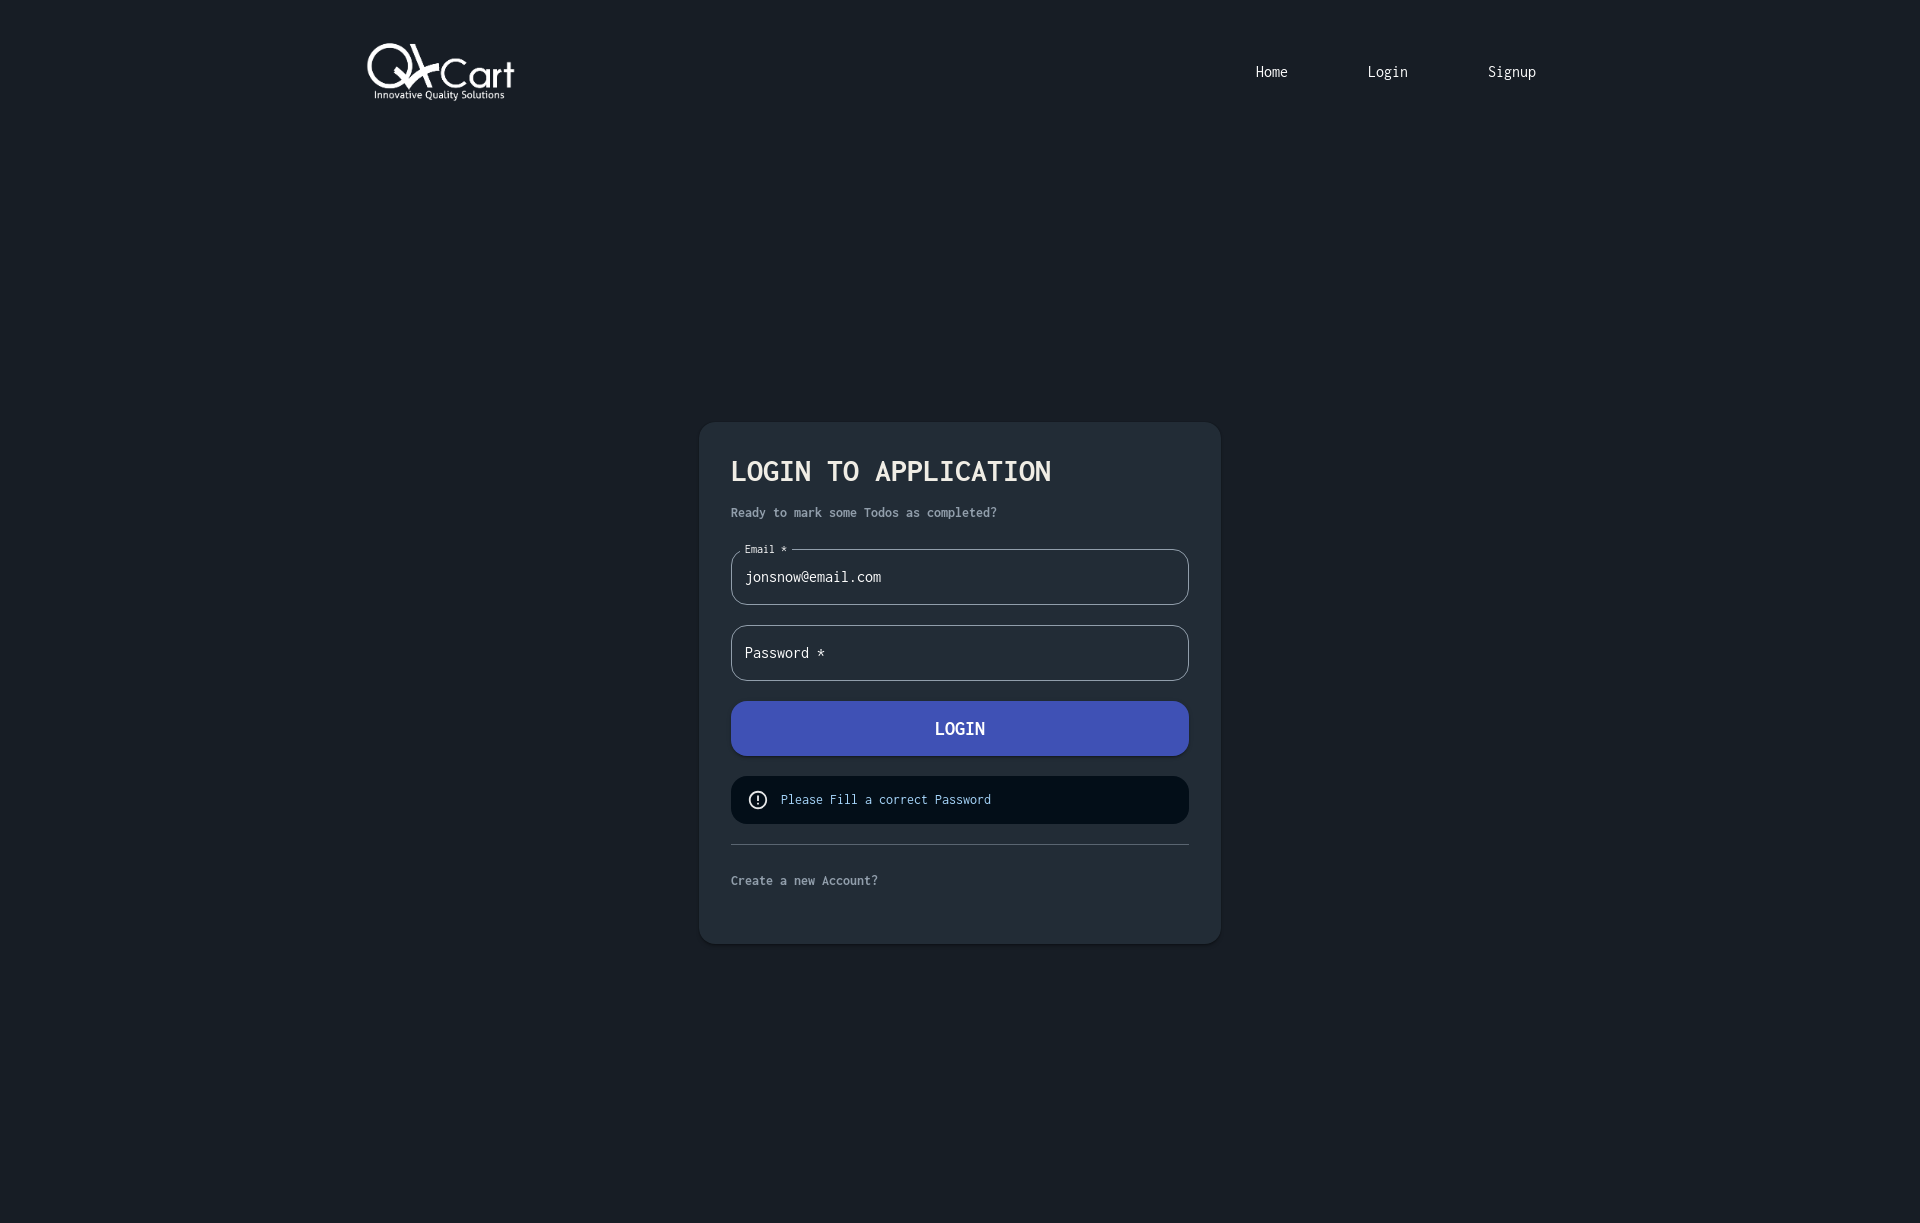 QACart
Innovative Quality Solutions
Home
Login
Signup
LOGIN TO APPLICATION
Ready to mark some Todos as completed?
Email *
jonsnow@email.com
Password *
LOGIN
Please Fill a correct Password
Create a new Account?